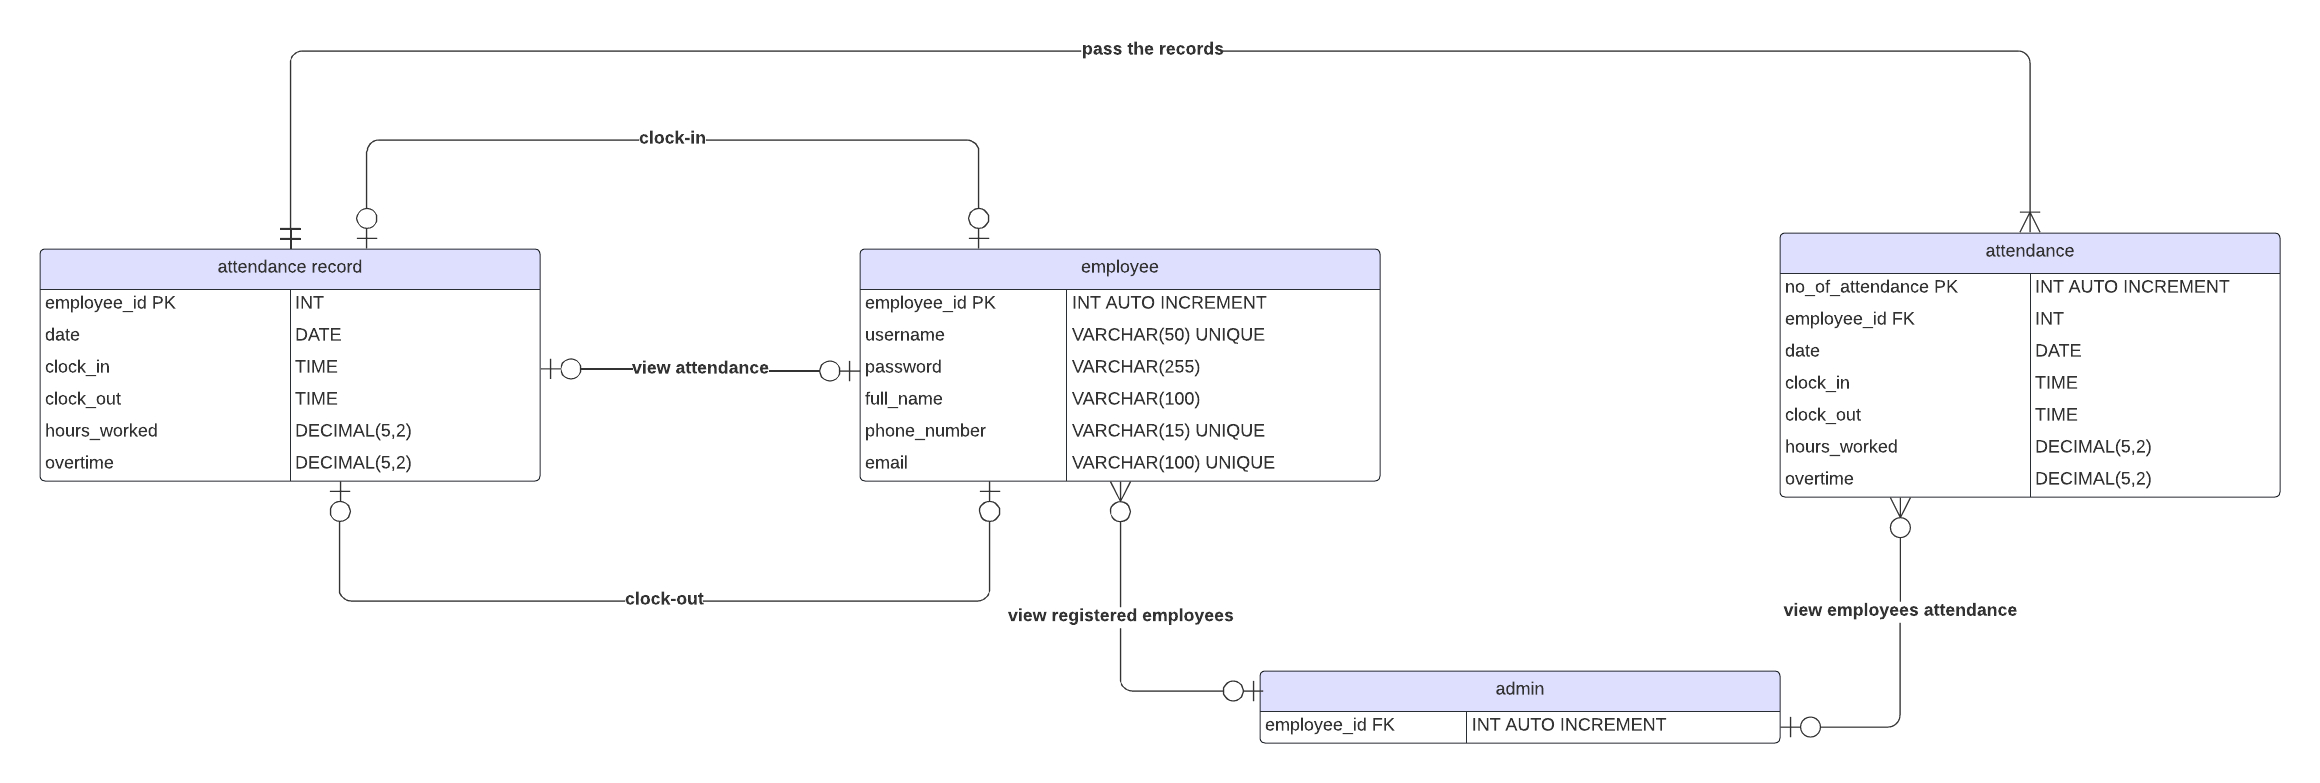 pass the records
clock-in
attendance record
employee_id PK INT
date DATE
clock_in TIME
clock_out TIME
hours_worked DECIMAL(5,2)
overtime DECIMAL(5,2)
view attendance
employee
employee_id PK INT AUTO INCREMENT
username VARCHAR(50) UNIQUE
password VARCHAR(255)
full_name VARCHAR(100)
phone_number VARCHAR(15) UNIQUE
email VARCHAR(100) UNIQUE
attendance
no_of_attendance PK INT AUTO INCREMENT
employee_id FK INT
date DATE
clock_in TIME
clock_out TIME
hours_worked DECIMAL(5,2)
overtime DECIMAL(5,2)
clock-out
view registered employees
view employees attendance
admin
employee_id FK INT AUTO INCREMENT